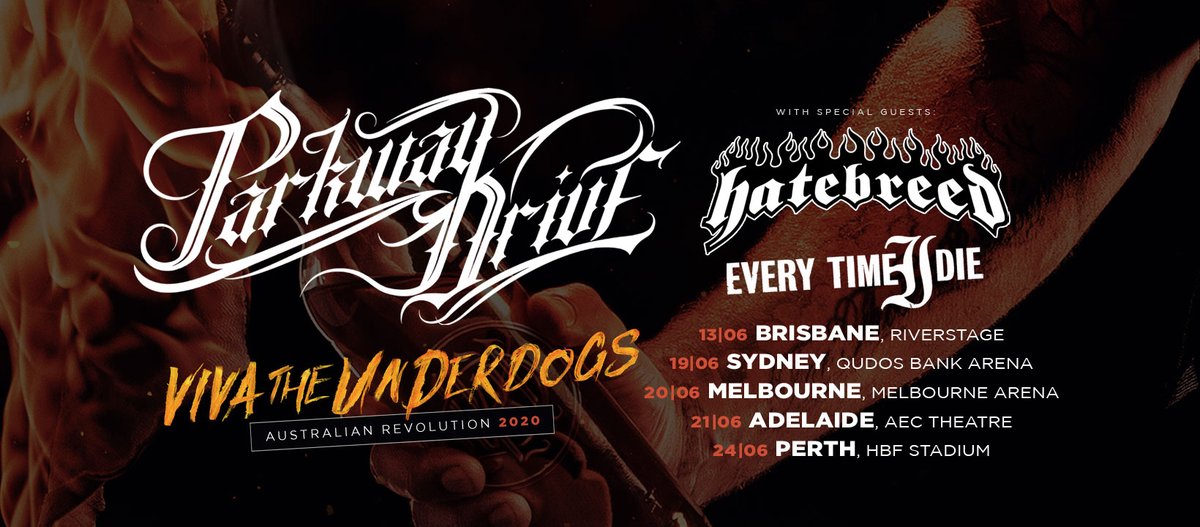 Parkway Drive
VIVA THE UNDERDOGS
AUSTRALIAN REVOLUTION 2020
WITH SPECIAL GUESTS:
hatebreed
EVERY TIME I DIE
13|06 BRISBANE, RIVERSTAGE
19|06 SYDNEY, QUDOS BANK ARENA
20|06 MELBOURNE, MELBOURNE ARENA
21|06 ADELAIDE, AEC THEATRE
24|06 PERTH, HBF STADIUM